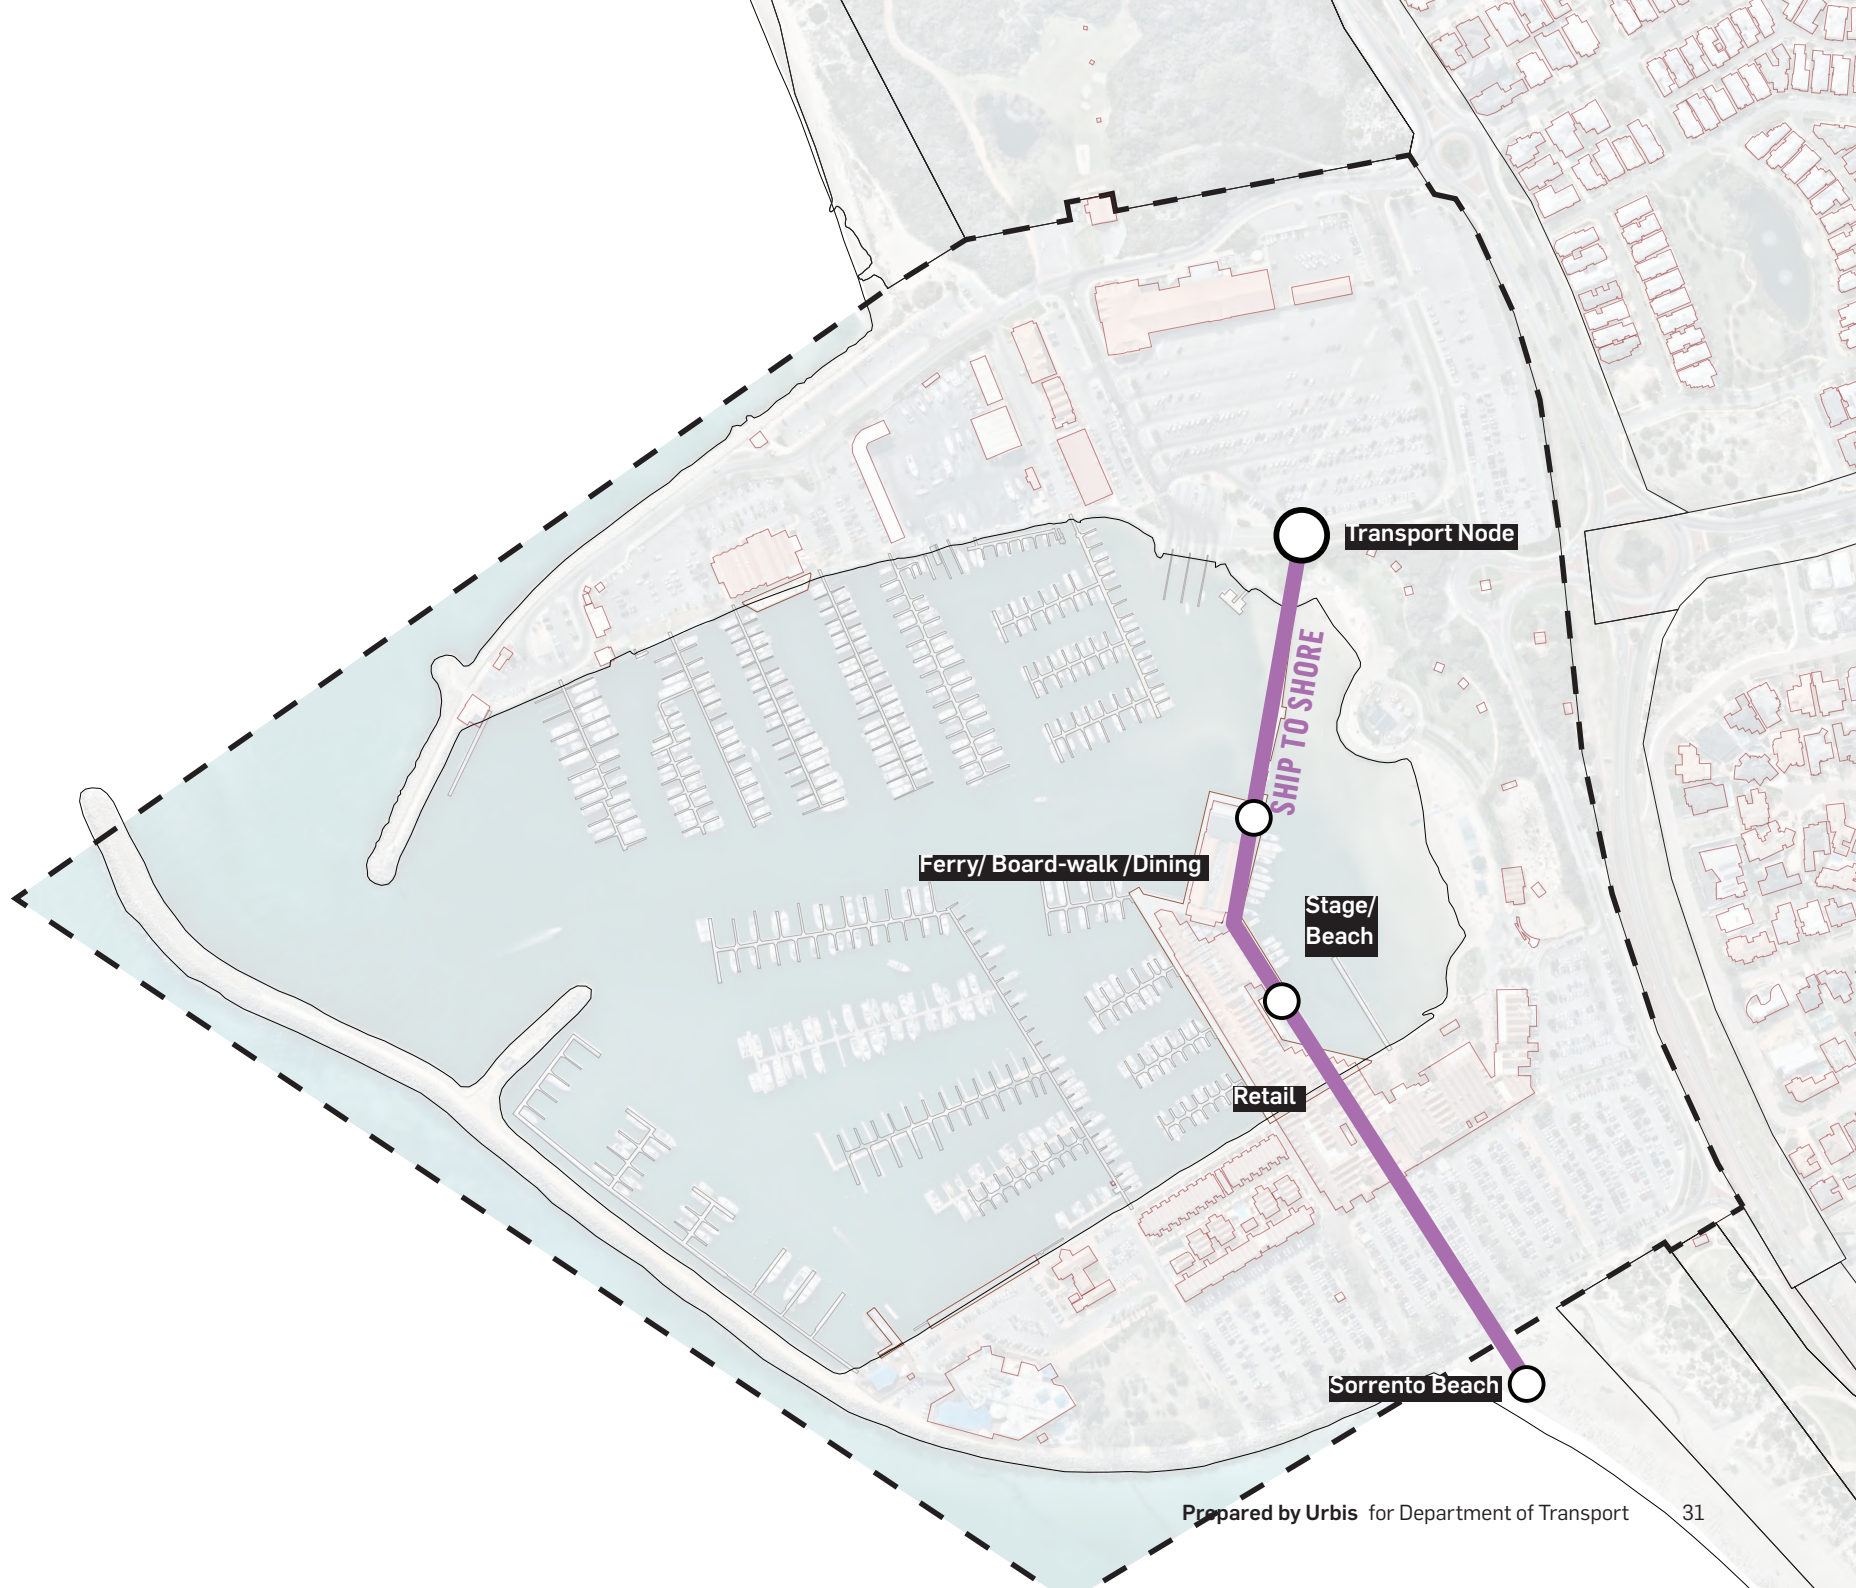 Transport Node
SHIP TO SHORE
Ferry/ Board-walk /Dining
Stage/
Beach
Retail
Sorrento Beach
Prepared by Urbis for Department of Transport 31